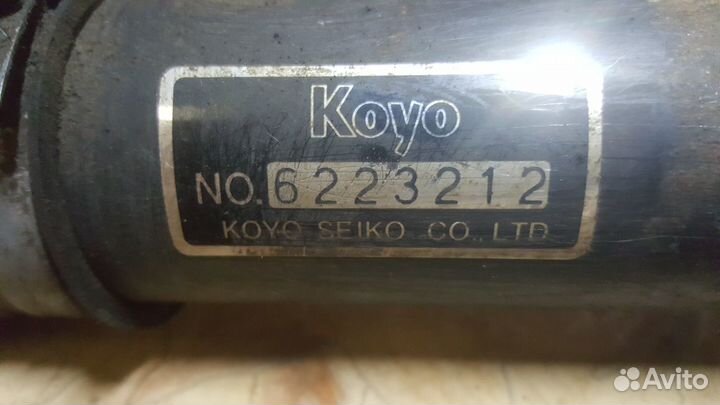 Koyo
NO. 6223212
KOYO SEIKO CO., LTD
Avito